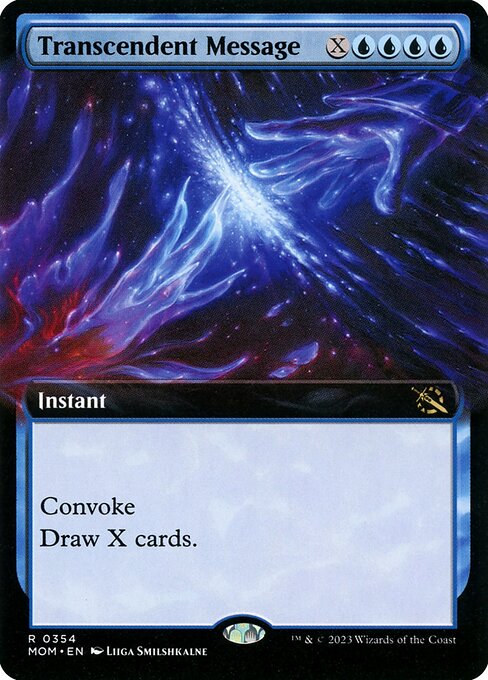 Transcendent Message X
Instant
Convoke
Draw X cards.
R 0354
MOM • EN Liiga Smilshkalne
™ & © 2023 Wizards of the Coast